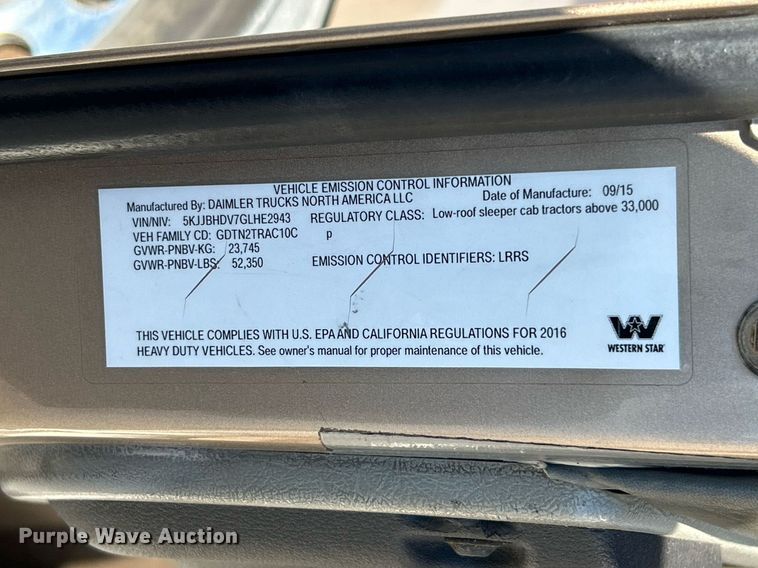 VEHICLE EMISSION CONTROL INFORMATION
Manufactured By: DAIMLER TRUCKS NORTH AMERICA LLC Date of Manufacture: 09/15
VIN/NIV: 5KJJBHDV7GLHE2943 REGULATORY CLASS: Low-roof sleeper cab tractors above 33,000
VEH FAMILY CD: GDTN2TRAC10C p
GVWR-PNBV-KG: 23,745
GVWR-PNBV-LBS: 52,350 EMISSION CONTROL IDENTIFIERS: LRRS
THIS VEHICLE COMPLIES WITH U.S. EPA AND CALIFORNIA REGULATIONS FOR 2016
HEAVY DUTY VEHICLES. See owner's manual for proper maintenance of this vehicle.
WESTERN STAR
Purple Wave Auction